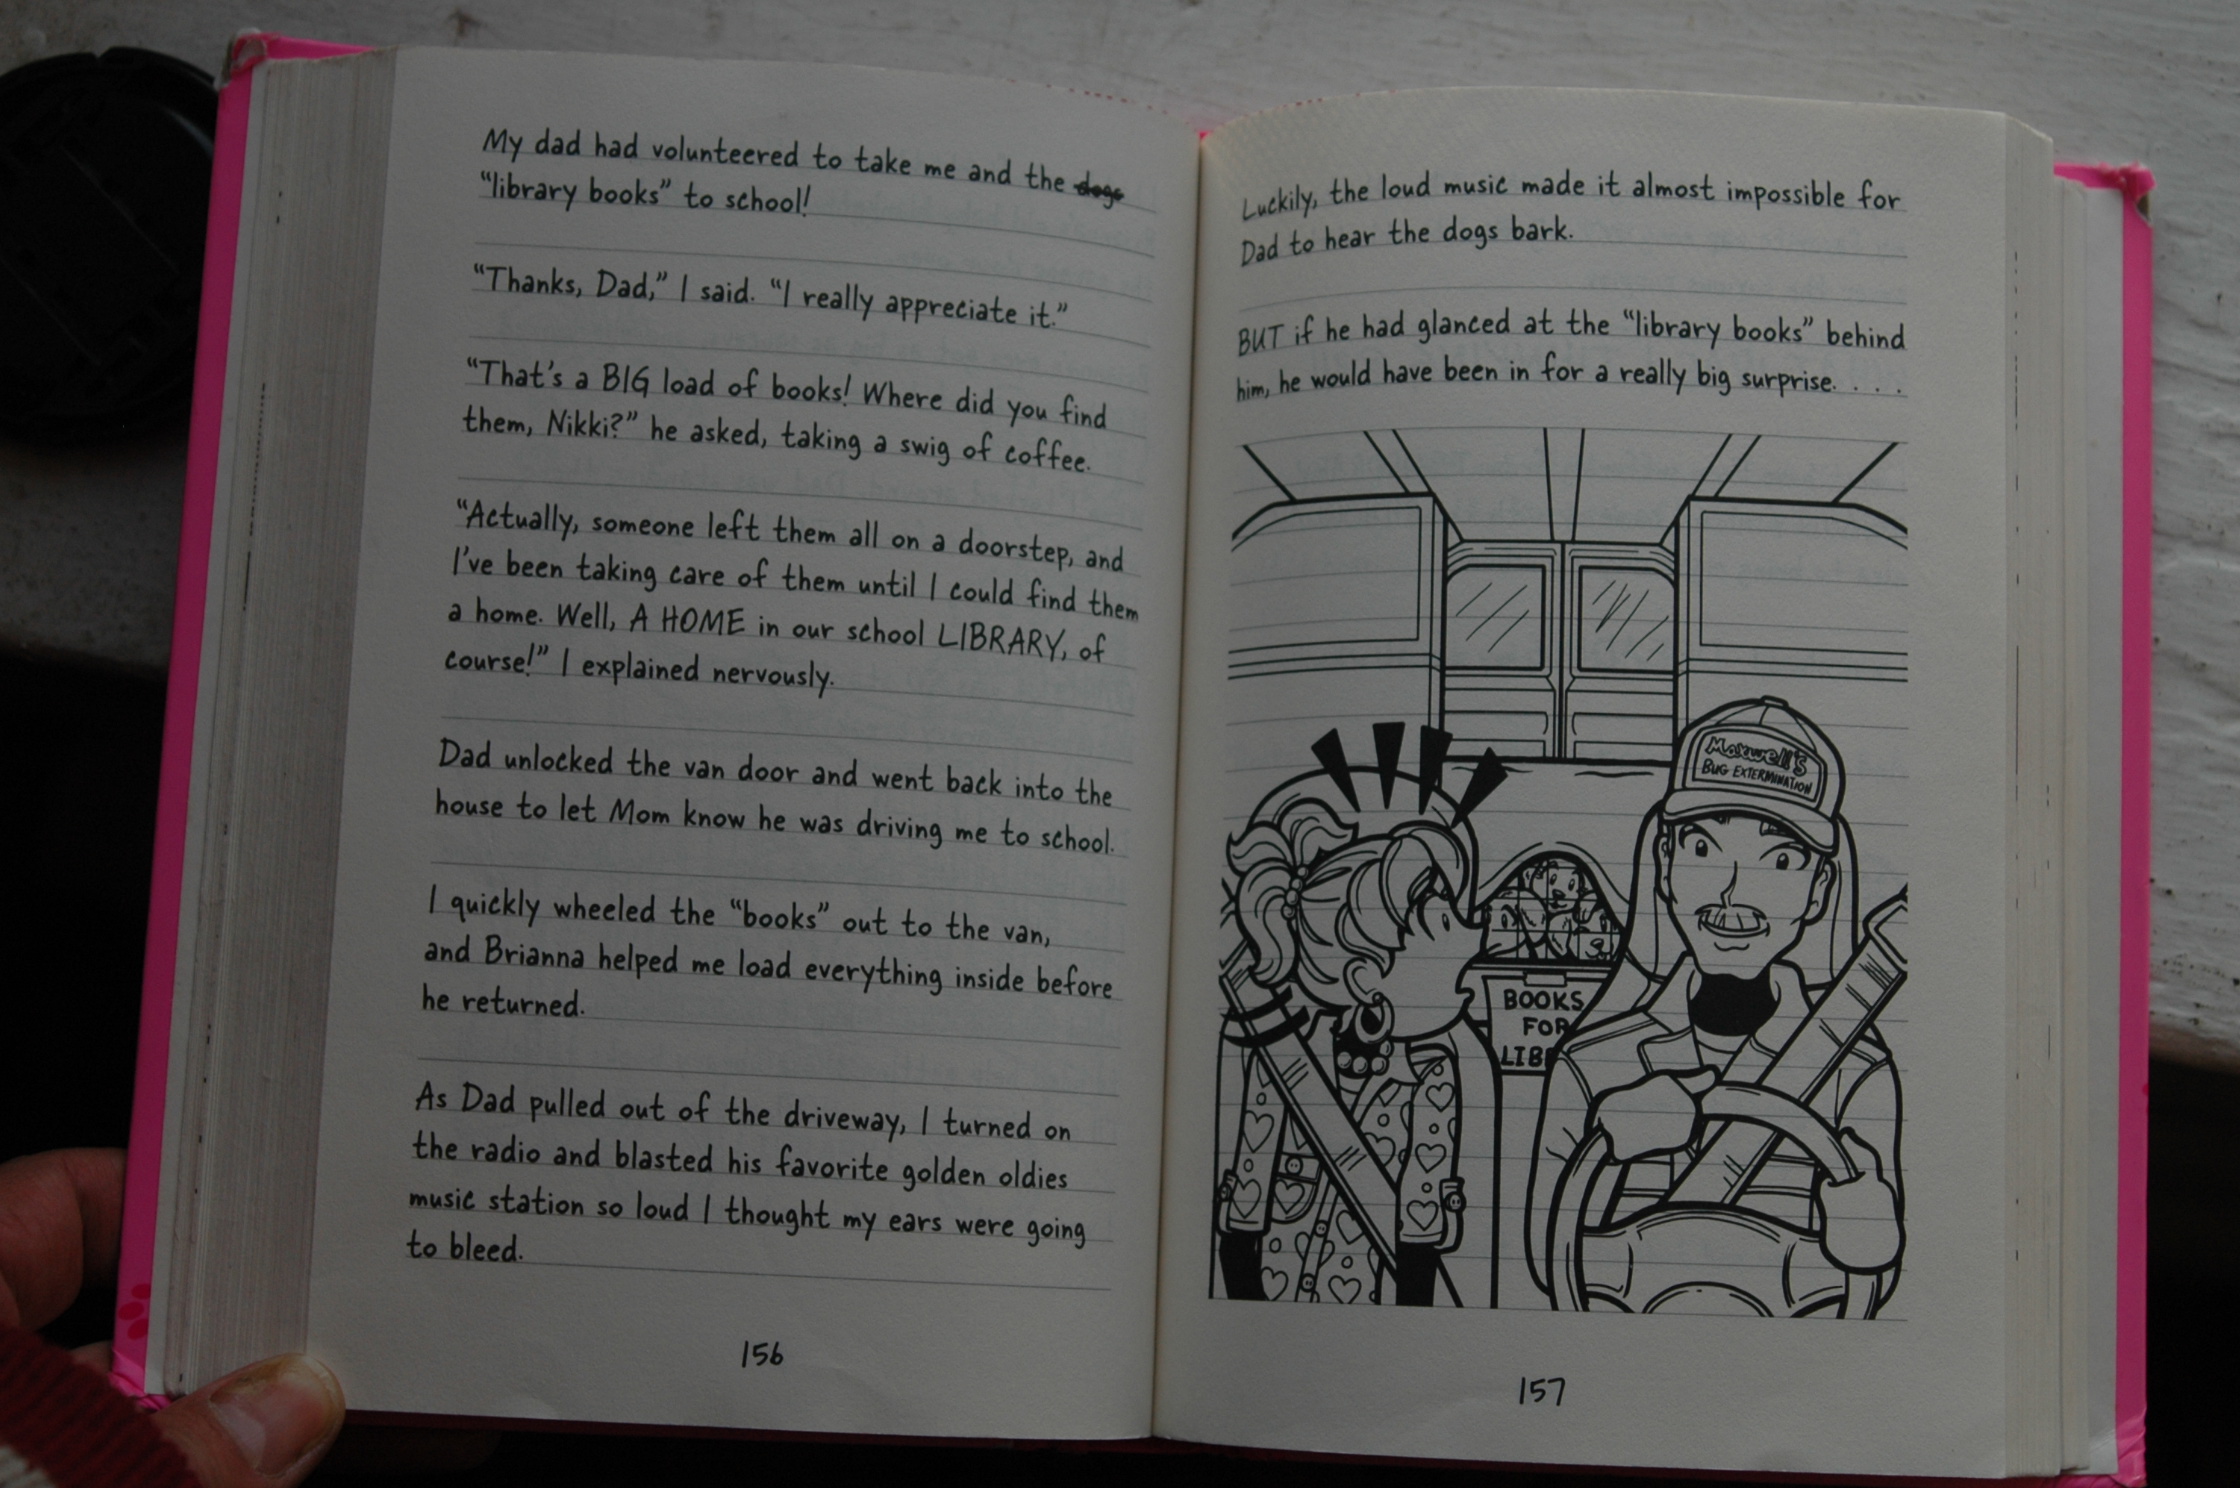 My dad had volunteered to take me and the dogs
“library books” to school!
“Thanks, Dad,” I said. “I really appreciate it.”
“That’s a BIG load of books! Where did you find
them, Nikki?” he asked, taking a swig of coffee.
“Actually, someone left them all on a doorstep, and
I’ve been taking care of them until I could find them
a home. Well, A HOME in our school LIBRARY, of
course!” I explained nervously.
Dad unlocked the van door and went back into the
house to let Mom know he was driving me to school.
I quickly wheeled the “books” out to the van,
and Brianna helped me load everything inside before
he returned.
As Dad pulled out of the driveway, I turned on
the radio and blasted his favorite golden oldies
music station so loud I thought my ears were going
to bleed.
156
Luckily, the loud music made it almost impossible for
Dad to hear the dogs bark.
BUT if he had glanced at the “library books” behind
him, he would have been in for a really big surprise. . . .
Maxwell’s
BUG EXTERMINATION
BOOKS
FOR
LIB
157